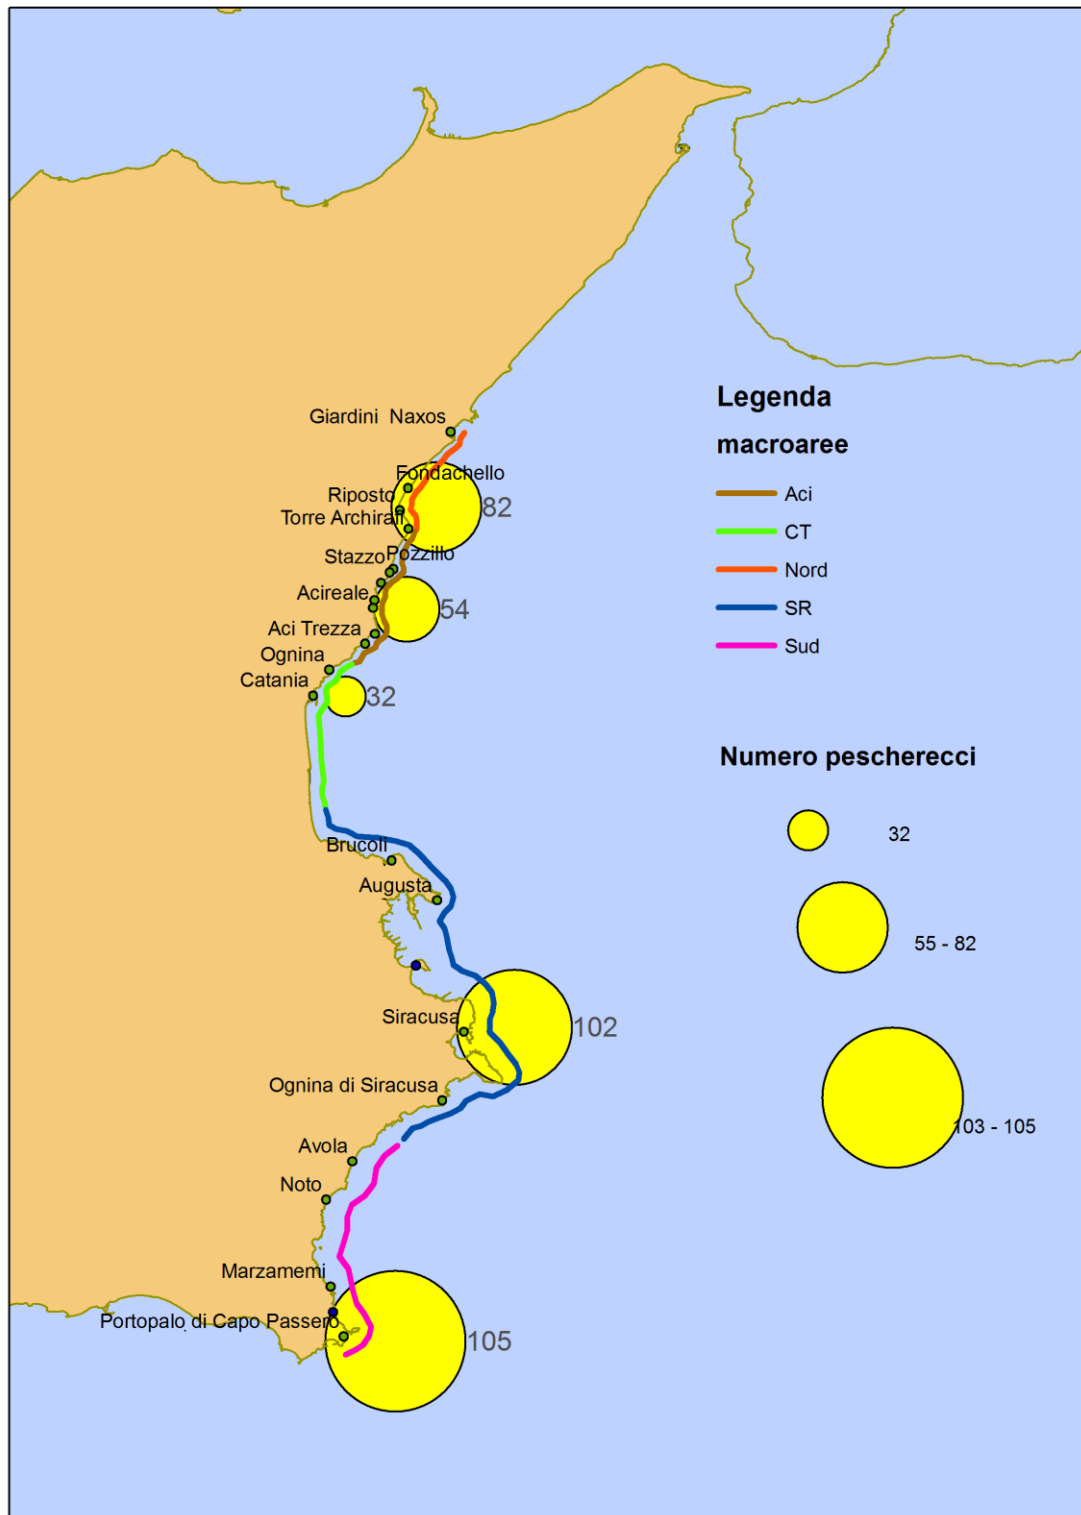 Giardini  Naxos
Fondachello
Riposto
82
Torre Archirafi
Pozzillo
Stazzo
Acireale
54
Aci Trezza
Ognina
Catania
32
Brucoli
Augusta
Siracusa
102
Ognina di Siracusa
Avola
Noto
Marzamemi
Portopalo di Capo Passero
105
Legenda
macroaree
Aci
CT
Nord
SR
Sud
Numero pescherecci
32
55 - 82
103 - 105